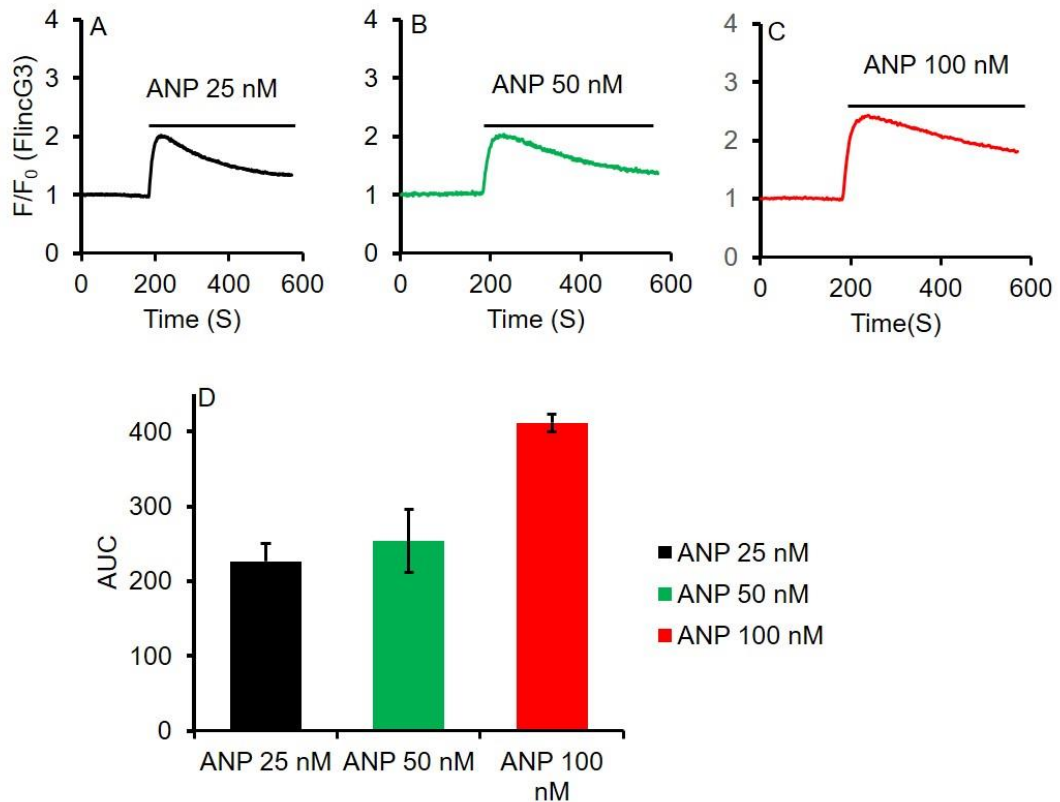 A
ANP 25 nM
F/F0 (FlincG3)
4
3
2
1
0
0 200 400 600
Time (S)
B
ANP 50 nM
4
3
2
1
0
0 200 400 600
Time (S)
C
ANP 100 nM
4
3
2
1
0
0 200 400 600
Time(S)
D
AUC
400
300
200
100
0
ANP 25 nM ANP 50 nM ANP 100
nM
ANP 25 nM
ANP 50 nM
ANP 100 nM